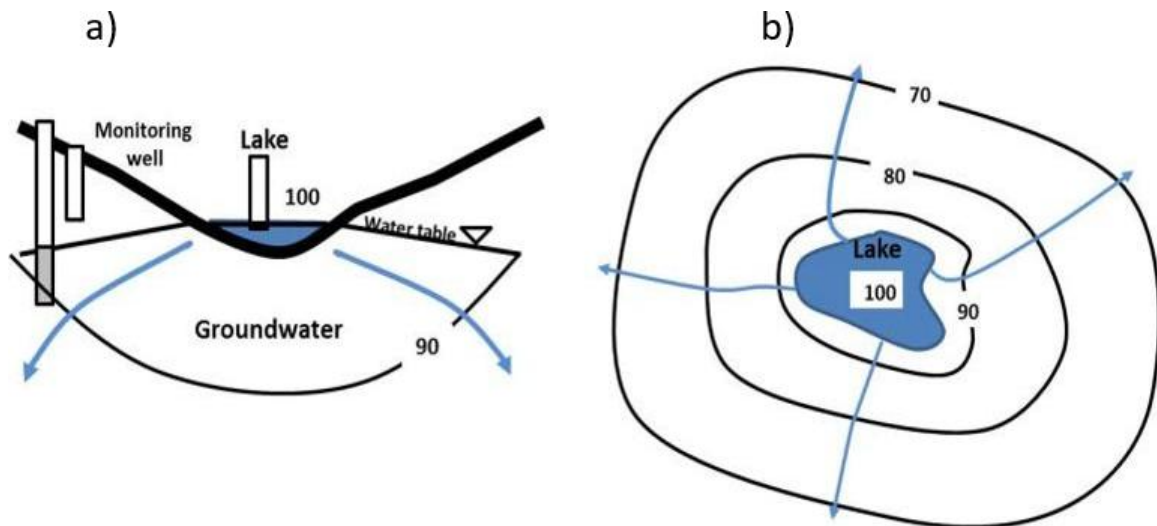 a)
Monitoring
well
Lake
100
Water table
Groundwater
90
b)
70
80
Lake
100
90